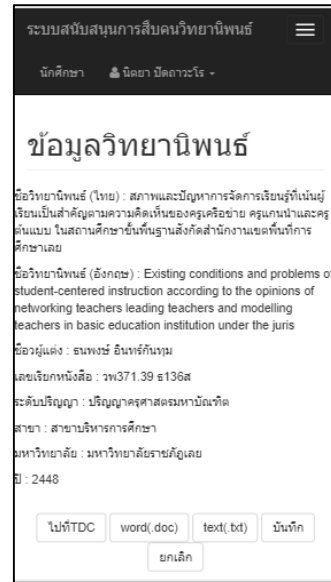 ระบบสนับสนุนการสืบคนวิทยานิพนธ์
นักศึกษา นิตยา ปัดถาวะโร
ข้อมูลวิทยานิพนธ์
ชื่อวิทยานิพนธ์ (ไทย) : สภาพและปัญหาการจัดการเรียนรู้ที่เน้นผู้
เรียนเป็นสำคัญตามความคิดเห็นของครูเครือข่าย ครูแกนนำและครู
ต้นแบบ ในสถานศึกษาขั้นพื้นฐานสังกัดสำนักงานเขตพื้นที่การ
ศึกษาเลย
ชื่อวิทยานิพนธ์ (อังกฤษ) : Existing conditions and problems of
student-centered instruction according to the opinions of
networking teachers leading teachers and modelling
teachers in basic education institution under the juris
ชื่อผู้แต่ง : ธนพงษ์ อินทร์กันทุม
เลขเรียกหนังสือ : วพ371.39 ธ136ส
ระดับปริญญา : ปริญญาครุศาสตรมหาบัณฑิต
สาขา : สาขาบริหารการศึกษา
มหาวิทยาลัย : มหาวิทยาลัยราชภัฏเลย
ปี : 2448
ไปที่TDC word(.doc) text(.txt) บันทึก
ยกเลิก